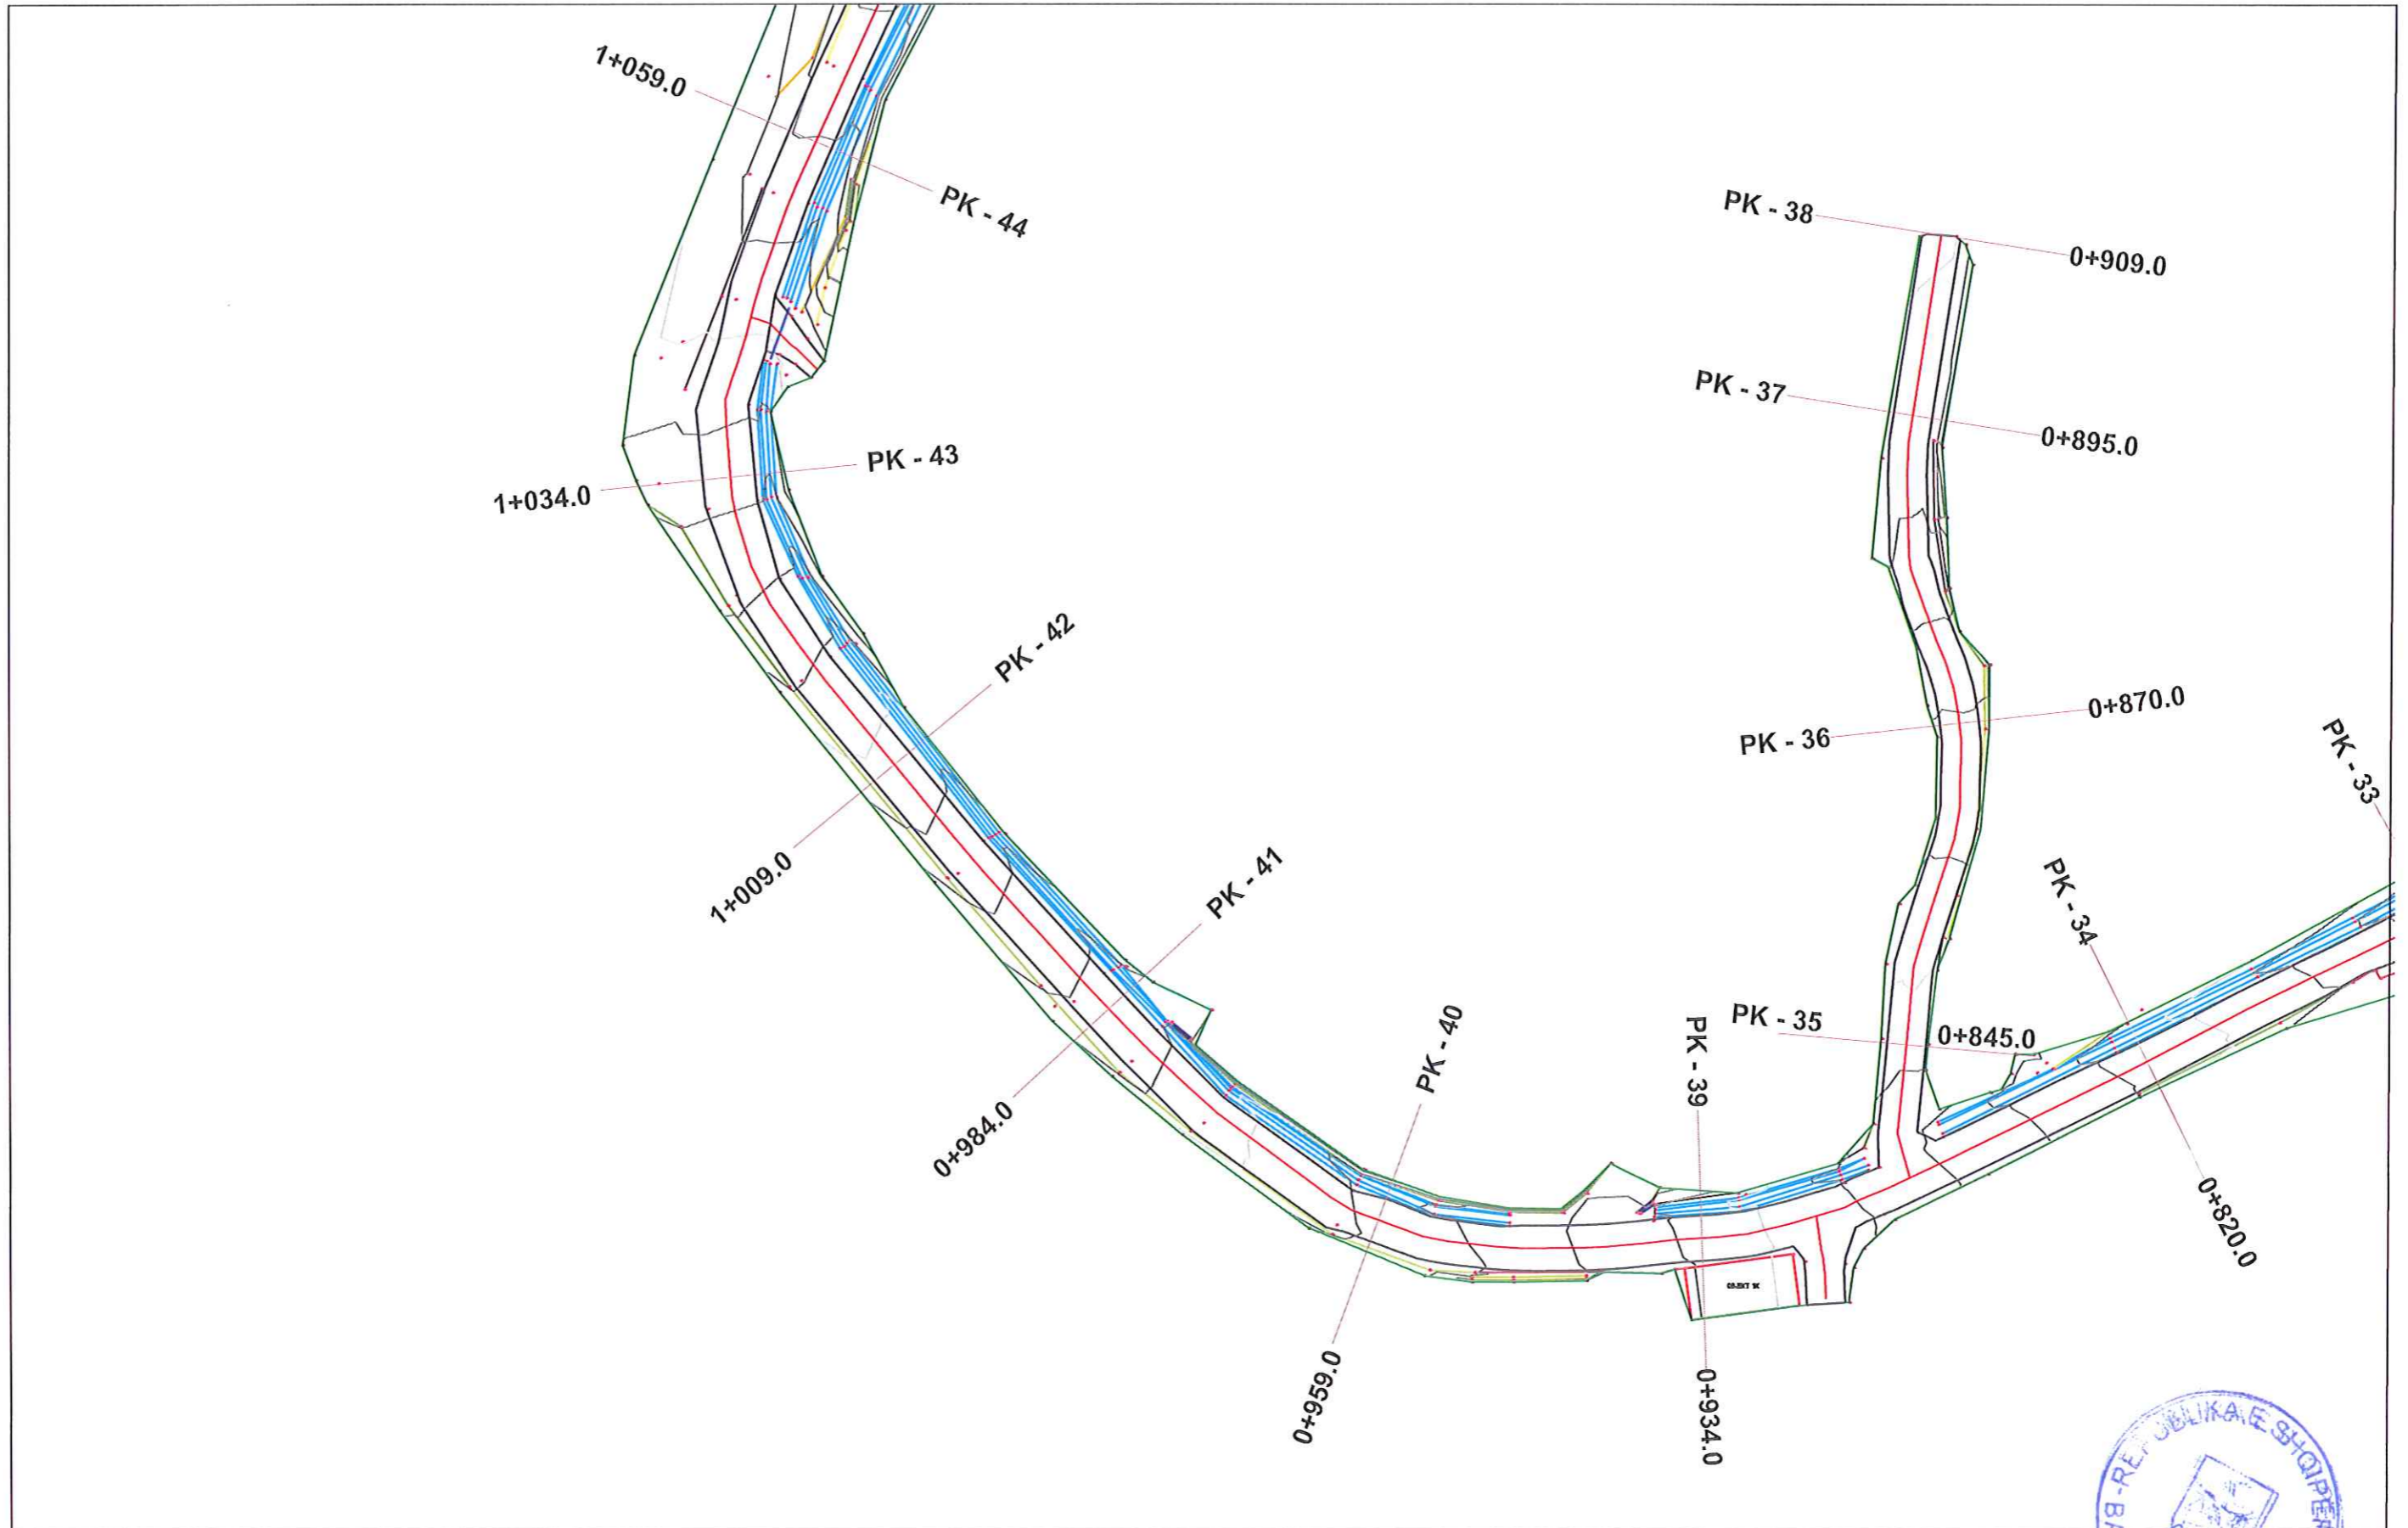 1+059.0
PK - 44
PK - 38
0+909.0
PK - 37
0+895.0
PK - 43
1+034.0
PK - 42
0+870.0
PK - 36
PK - 33
1+009.0
PK - 41
PK - 34
PK - 40
PK - 39
PK - 35
0+845.0
0+984.0
0+820.0
0+959.0
0+934.0
REPUBLIKA E SHQIPER